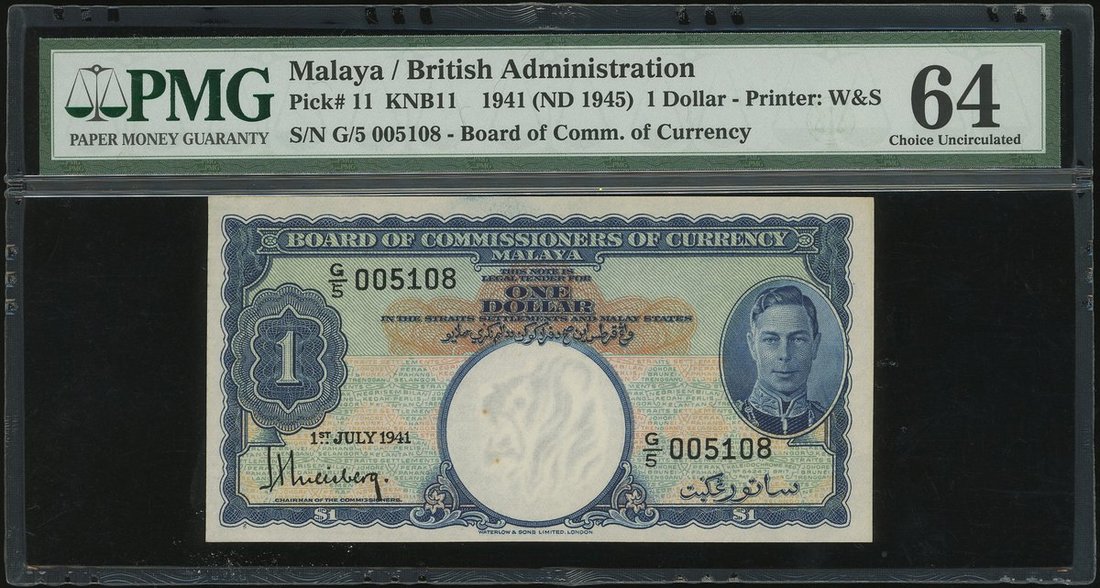 PMG
PAPER MONEY GUARANTY
Malaya / British Administration
Pick# 11 KNB11 1941 (ND 1945) 1 Dollar - Printer: W&S
S/N G/5 005108 - Board of Comm. of Currency
64
Choice Uncirculated
BOARD OF COMMISSIONERS OF CURRENCY
MALAYA
G/5 005108
THIS NOTE IS
LEGAL TENDER FOR
ONE
DOLLAR
IN THE STRAITS SETTLEMENTS AND MALAY STATES
1
1ST JULY 1941
G/5 005108
CHAIRMAN OF THE COMMISSIONERS.
$1
$1
WATERLOW & SONS LIMITED, LONDON